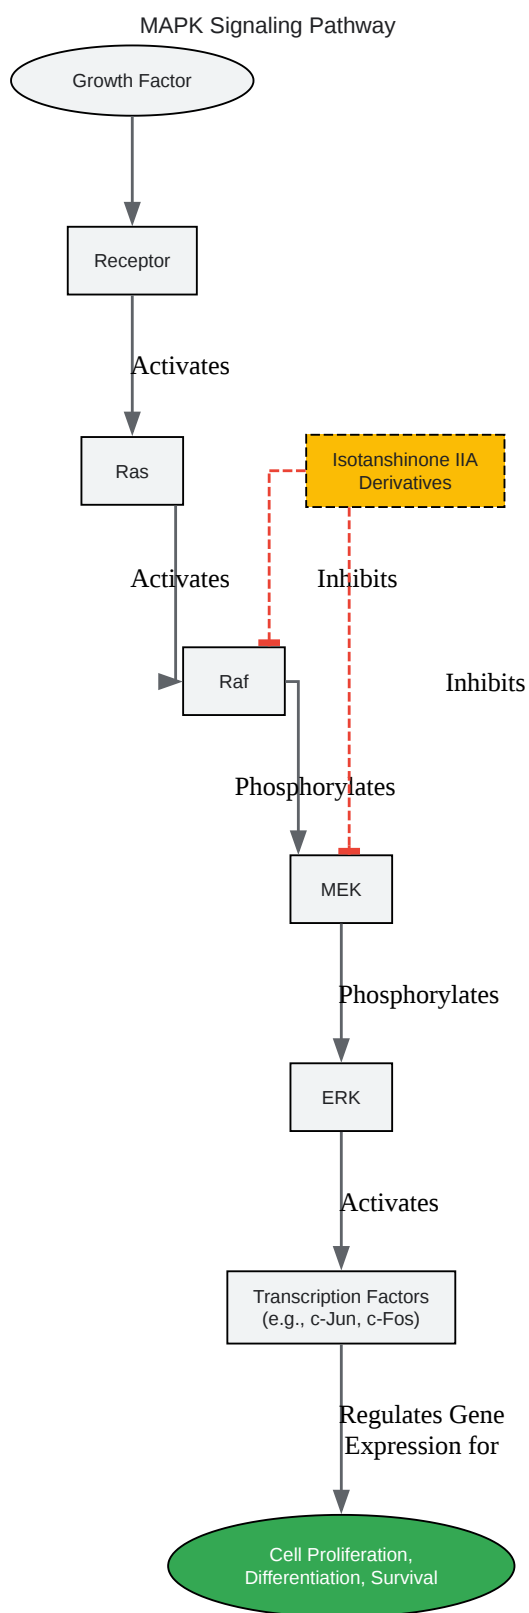 MAPK Signaling Pathway
Growth Factor
Receptor
Activates
Ras
Isotanshinone IIA
Derivatives
Activates
Inhibits
Raf
Inhibits
Phosphorylates
MEK
Phosphorylates
ERK
Activates
Transcription Factors
(e.g., c-Jun, c-Fos)
Regulates Gene
Expression for
Cell Proliferation,
Differentiation, Survival